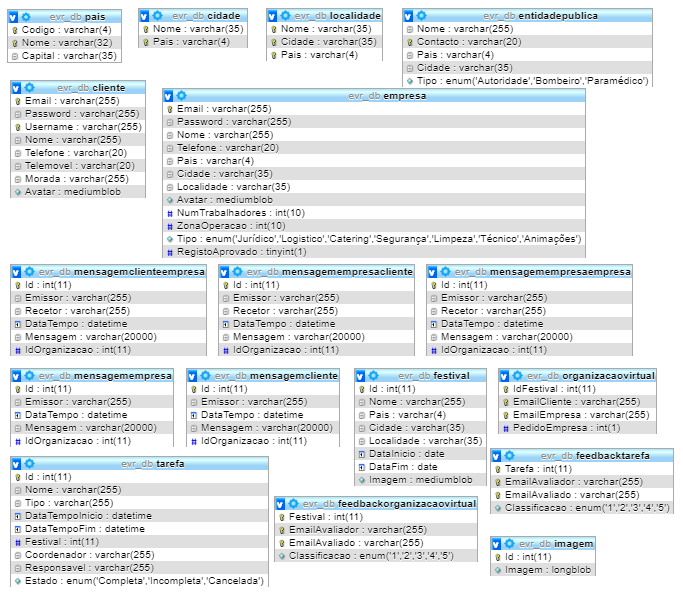 evr_db pais
Codigo : varchar(4)
Nome : varchar(32)
Capital : varchar(35)
evr_db cidade
Nome : varchar(35)
Pais : varchar(4)
evr_db localidade
Nome : varchar(35)
Cidade : varchar(35)
Pais : varchar(4)
evr_db entidadepublica
Nome : varchar(255)
Contacto : varchar(20)
Pais : varchar(4)
Cidade : varchar(35)
Tipo : enum('Autoridade','Bombeiro','Paramédico')
evr_db cliente
Email : varchar(255)
Password : varchar(255)
Username : varchar(255)
Nome : varchar(255)
Telefone : varchar(20)
Telemovel : varchar(20)
Morada : varchar(255)
Avatar : mediumblob
evr_db empresa
Email : varchar(255)
Password : varchar(255)
Nome : varchar(255)
Telefone : varchar(20)
Pais : varchar(4)
Cidade : varchar(35)
Localidade : varchar(35)
Avatar : mediumblob
NumTrabalhadores : int(10)
ZonaOperacao : int(10)
Tipo : enum('Jurídico','Logistico','Catering','Segurança','Limpeza','Técnico','Animações')
RegistoAprovado : tinyint(1)
evr_db mensagemclienteempresa
Id : int(11)
Emissor : varchar(255)
Recetor : varchar(255)
DataTempo : datetime
Mensagem : varchar(20000)
IdOrganizacao : int(11)
evr_db mensagemempresacliente
Id : int(11)
Emissor : varchar(255)
Recetor : varchar(255)
DataTempo : datetime
Mensagem : varchar(20000)
IdOrganizacao : int(11)
evr_db mensagemempresaempresa
Id : int(11)
Emissor : varchar(255)
Recetor : varchar(255)
DataTempo : datetime
Mensagem : varchar(20000)
IdOrganizacao : int(11)
evr_db mensagemempresa
Id : int(11)
Emissor : varchar(255)
DataTempo : datetime
Mensagem : varchar(20000)
IdOrganizacao : int(11)
evr_db mensagemcliente
Id : int(11)
Emissor : varchar(255)
DataTempo : datetime
Mensagem : varchar(20000)
IdOrganizacao : int(11)
evr_db festival
Id : int(11)
Nome : varchar(255)
Pais : varchar(4)
Cidade : varchar(35)
Localidade : varchar(35)
DataInicio : date
DataFim : date
Imagem : mediumblob
evr_db organizacaovirtual
IdFestival : int(11)
EmailCliente : varchar(255)
EmailEmpresa : varchar(255)
PedidoEmpresa : int(1)
evr_db feedbacktarefa
Tarefa : int(11)
EmailAvaliador : varchar(255)
EmailAvaliado : varchar(255)
Classificacao : enum('1','2','3','4','5')
evr_db tarefa
Id : int(11)
Nome : varchar(255)
Tipo : varchar(255)
DataTempoInicio : datetime
DataTempoFim : datetime
Festival : int(11)
Coordenador : varchar(255)
Responsavel : varchar(255)
Estado : enum('Completa','Incompleta','Cancelada')
evr_db feedbackorganizacaovirtual
Festival : int(11)
EmailAvaliador : varchar(255)
EmailAvaliado : varchar(255)
Classificacao : enum('1','2','3','4','5')
evr_db imagem
Id : int(11)
Imagem : longblob